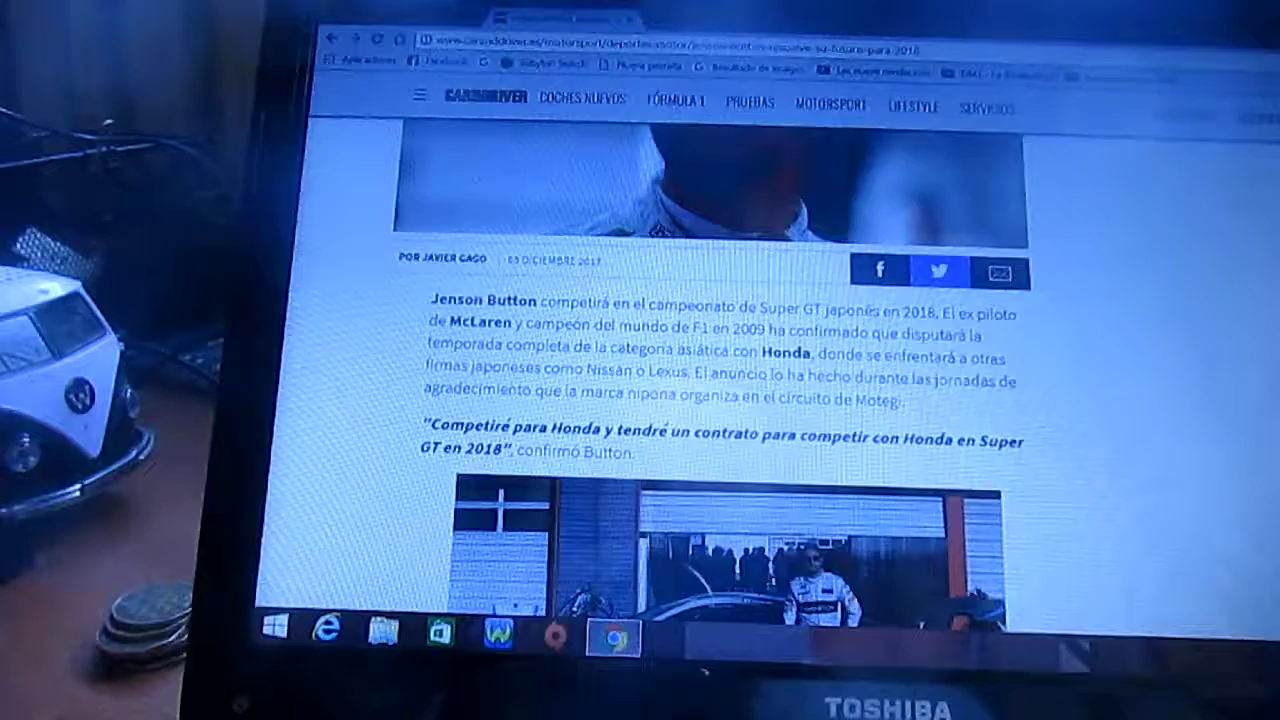 CAR&DRIVER COCHES NUEVOS FÓRMULA 1 PRUEBAS MOTORSPORT LIFESTYLE SERVICIOS
POR JAVIER GAGO 03 DICIEMBRE 2017
Jenson Button competirá en el campeonato de Super GT japonés en 2018. El ex piloto
de McLaren y campeón del mundo de F1 en 2009 ha confirmado que disputará la
temporada completa de la categoría asiática con Honda, donde se enfrentará a otras
firmas japonesas como Nissan o Lexus. El anuncio lo ha hecho durante las jornadas de
agradecimiento que la marca nipona organiza en el circuito de Motegi.
"Competiré para Honda y tendré un contrato para competir con Honda en Super
GT en 2018", confirmó Button.
TOSHIBA